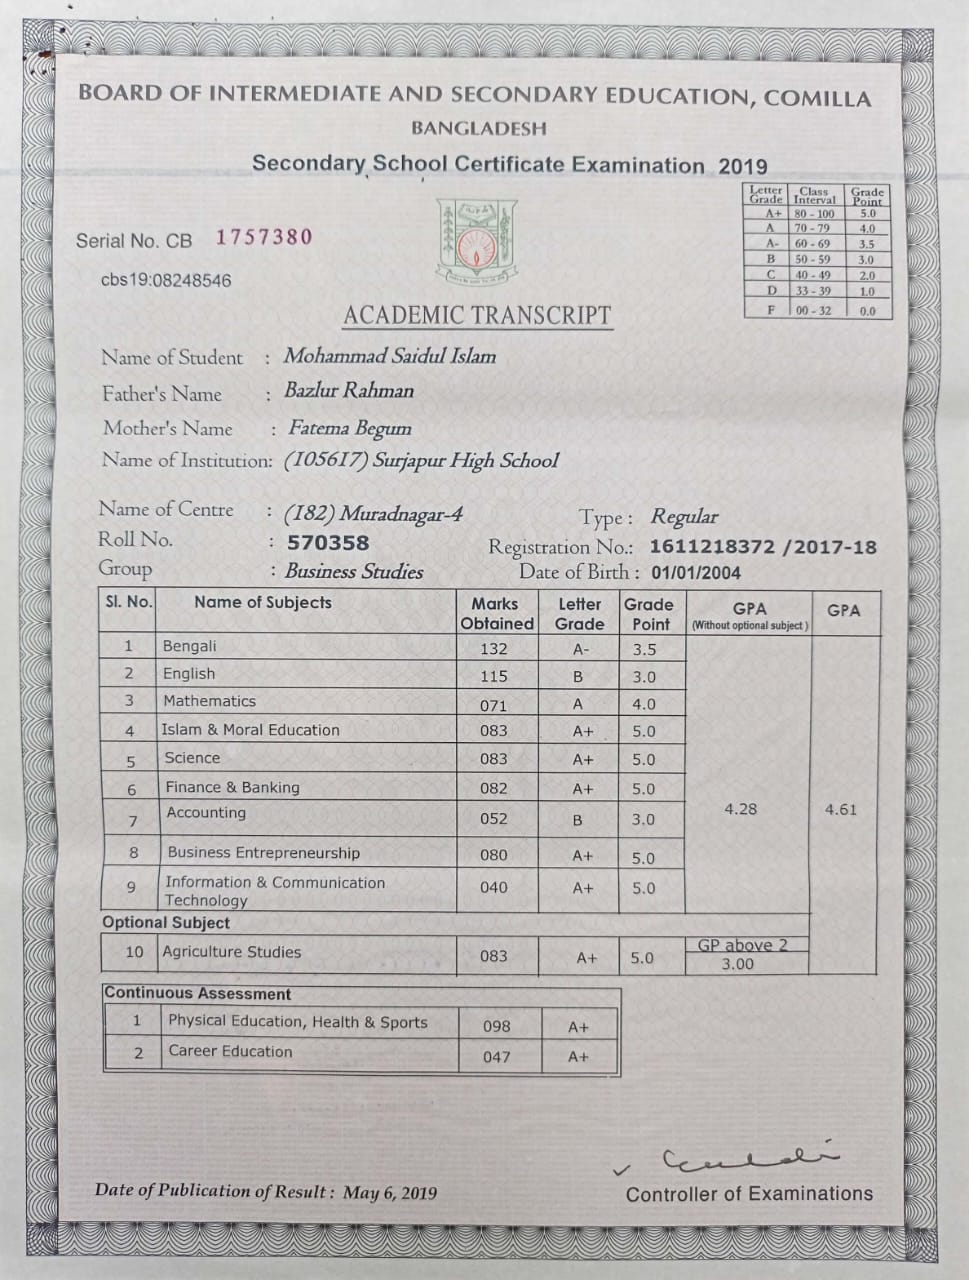 BOARD OF INTERMEDIATE AND SECONDARY EDUCATION, COMILLA
BANGLADESH
Secondary School Certificate Examination 2019
Letter Grade Class Interval Grade Point
A+ 80 - 100 5.0
A 70 - 79 4.0
A- 60 - 69 3.5
B 50 - 59 3.0
C 40 - 49 2.0
D 33 - 39 1.0
F 00 - 32 0.0
Serial No. CB 1757380
cbs19:08248546
ACADEMIC TRANSCRIPT
Name of Student : Mohammad Saidul Islam
Father's Name : Bazlur Rahman
Mother's Name : Fatema Begum
Name of Institution: (105617) Surjapur High School
Name of Centre : (182) Muradnagar-4 Type : Regular
Roll No. : 570358 Registration No.: 1611218372 /2017-18
Group : Business Studies Date of Birth : 01/01/2004
Sl. No. Name of Subjects Marks Obtained Letter Grade Grade Point GPA (Without optional subject ) GPA
1 Bengali 132 A- 3.5
2 English 115 B 3.0
3 Mathematics 071 A 4.0
4 Islam & Moral Education 083 A+ 5.0
5 Science 083 A+ 5.0
6 Finance & Banking 082 A+ 5.0
4.28 4.61
7 Accounting 052 B 3.0
8 Business Entrepreneurship 080 A+ 5.0
9 Information & Communication Technology 040 A+ 5.0
Optional Subject
10 Agriculture Studies 083 A+ 5.0 GP above 2
3.00
Continuous Assessment
1 Physical Education, Health & Sports 098 A+
2 Career Education 047 A+
Date of Publication of Result : May 6, 2019
Controller of Examinations